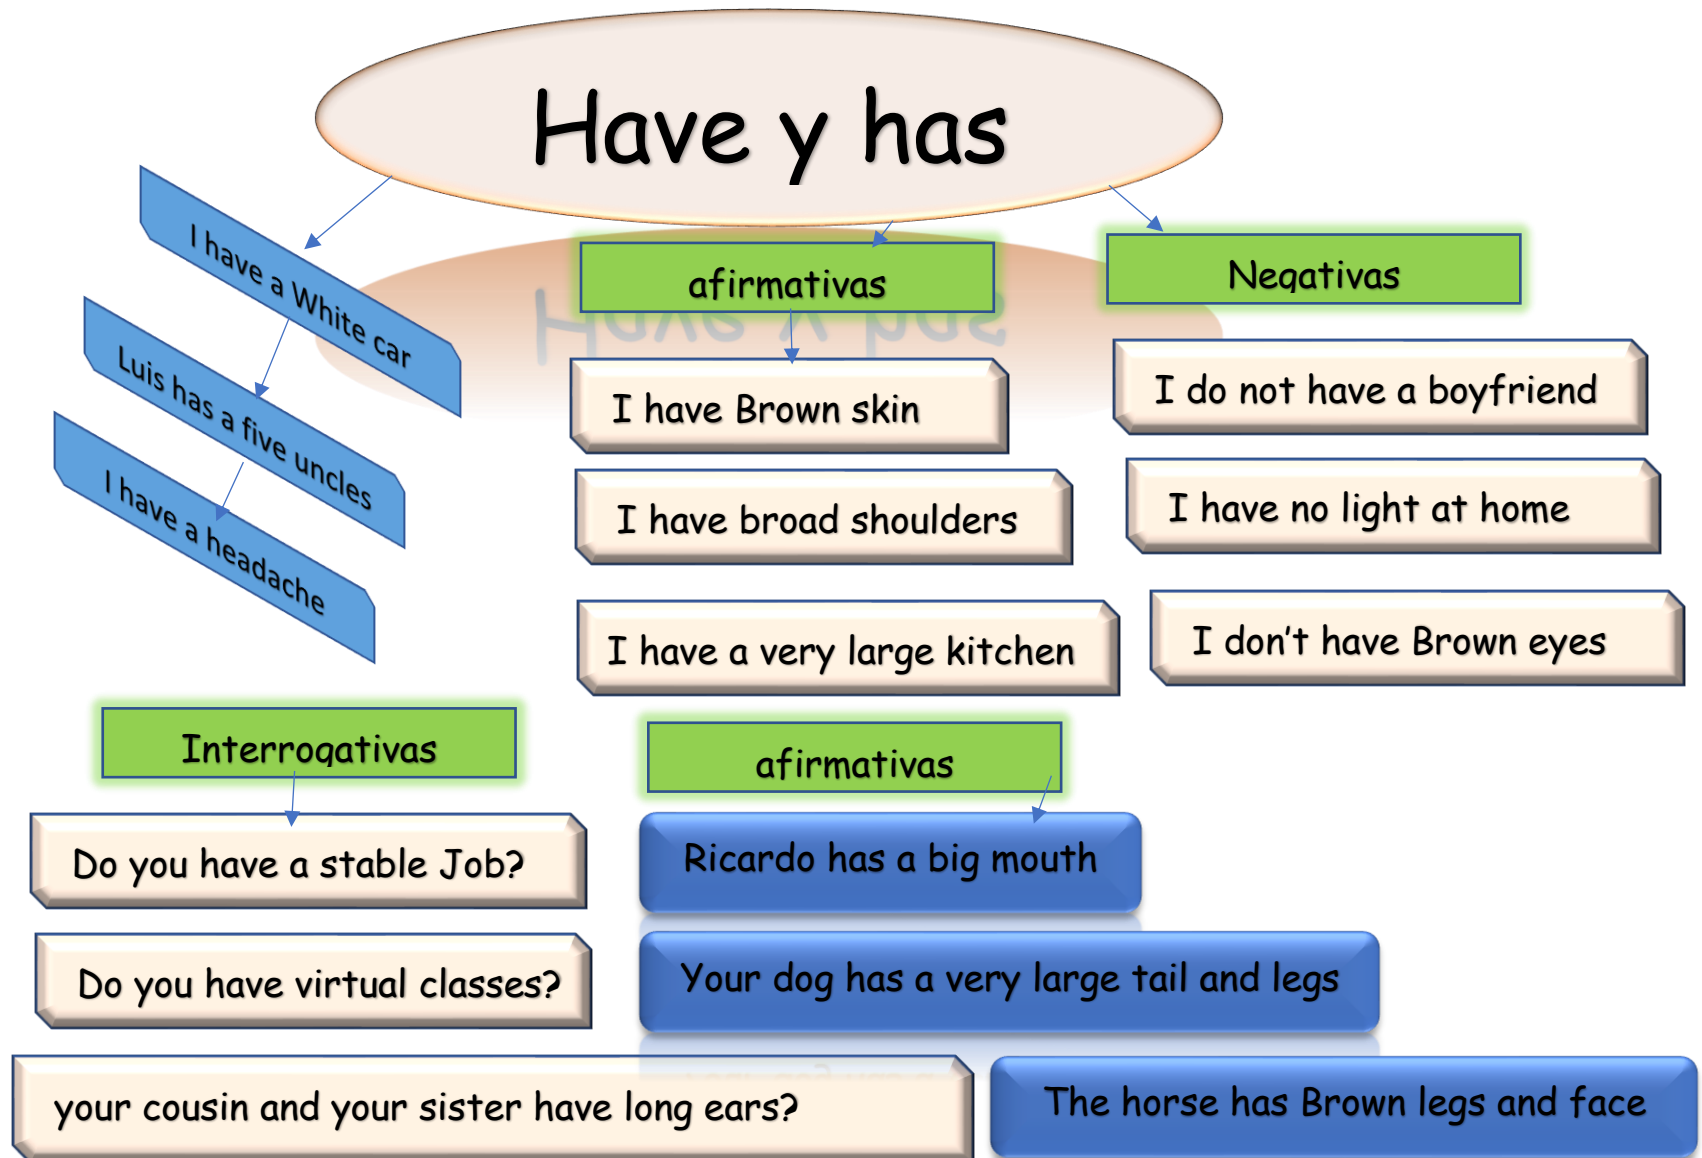 Have y has
I have a White car
Luis has a five uncles
I have a headache
afirmativas
I have Brown skin
I have broad shoulders
I have a very large kitchen
Negativas
I do not have a boyfriend
I have no light at home
I don't have Brown eyes
Interrogativas
Do you have a stable Job?
Do you have virtual classes?
your cousin and your sister have long ears?
afirmativas
Ricardo has a big mouth
Your dog has a very large tail and legs
The horse has Brown legs and face